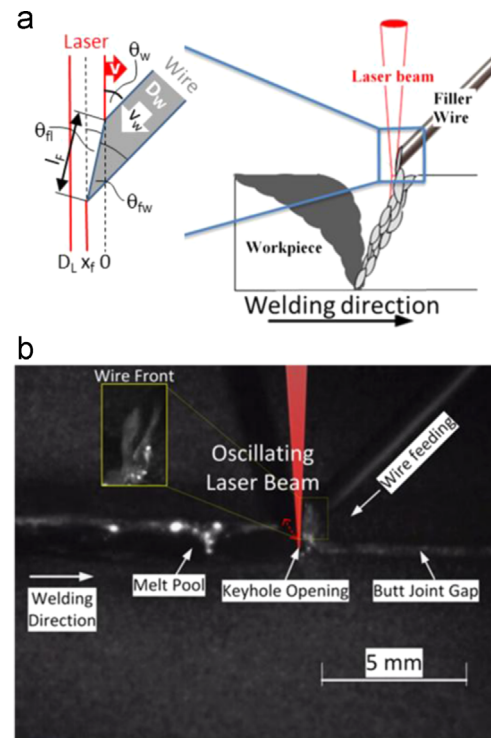 a
Laser
θw
Wire
v
Dw
Vw
θfl
lF
θfw
DL xf 0
Laser beam
Filler
Wire
Workpiece
Welding direction
b
Wire Front
Oscillating
Laser Beam
Wire feeding
Melt Pool
Keyhole Opening
Butt Joint Gap
Welding
Direction
5 mm